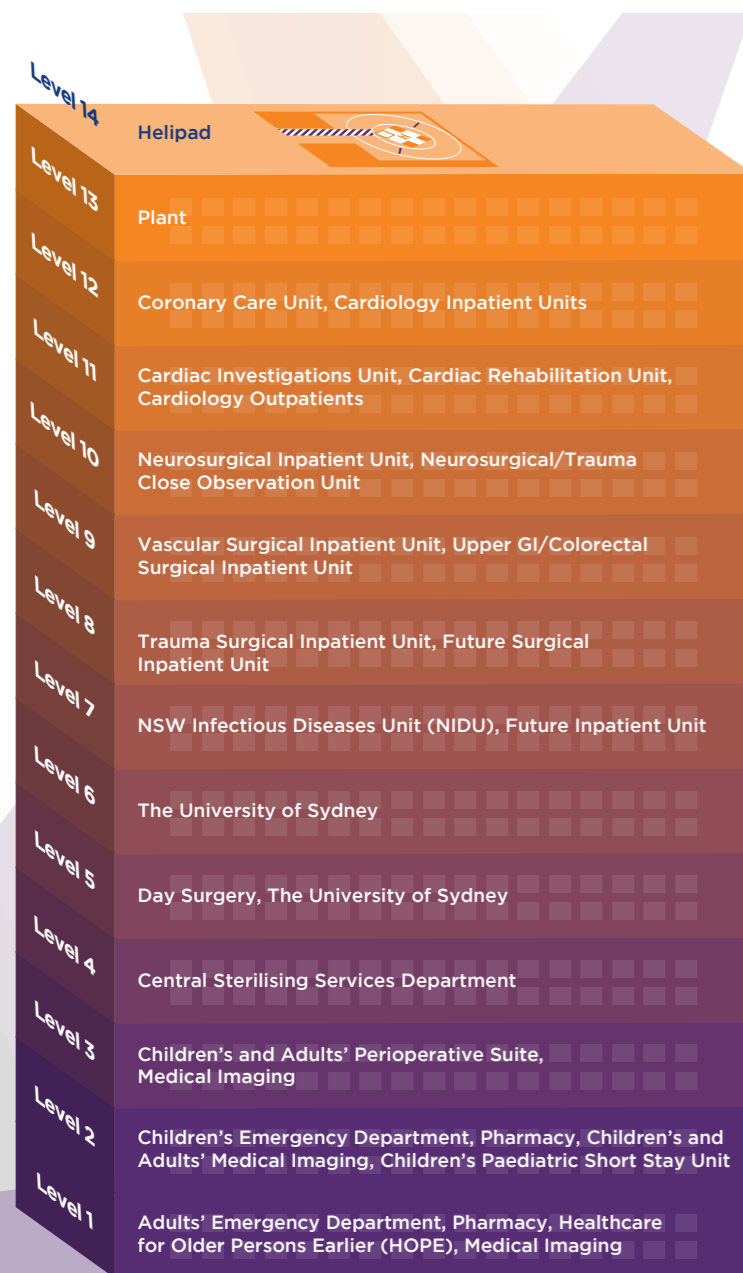 Level 14
Helipad
Level 13
Plant
Level 12
Coronary Care Unit, Cardiology Inpatient Units
Level 11
Cardiac Investigations Unit, Cardiac Rehabilitation Unit,
Cardiology Outpatients
Level 10
Neurosurgical Inpatient Unit, Neurosurgical/Trauma
Close Observation Unit
Level 9
Vascular Surgical Inpatient Unit, Upper GI/Colorectal
Surgical Inpatient Unit
Level 8
Trauma Surgical Inpatient Unit, Future Surgical
Inpatient Unit
Level 7
NSW Infectious Diseases Unit (NIDU), Future Inpatient Unit
Level 6
The University of Sydney
Level 5
Day Surgery, The University of Sydney
Level 4
Central Sterilising Services Department
Level 3
Children’s and Adults’ Perioperative Suite,
Medical Imaging
Level 2
Children’s Emergency Department, Pharmacy, Children’s and
Adults’ Medical Imaging, Children’s Paediatric Short Stay Unit
Level 1
Adults’ Emergency Department, Pharmacy, Healthcare
for Older Persons Earlier (HOPE), Medical Imaging